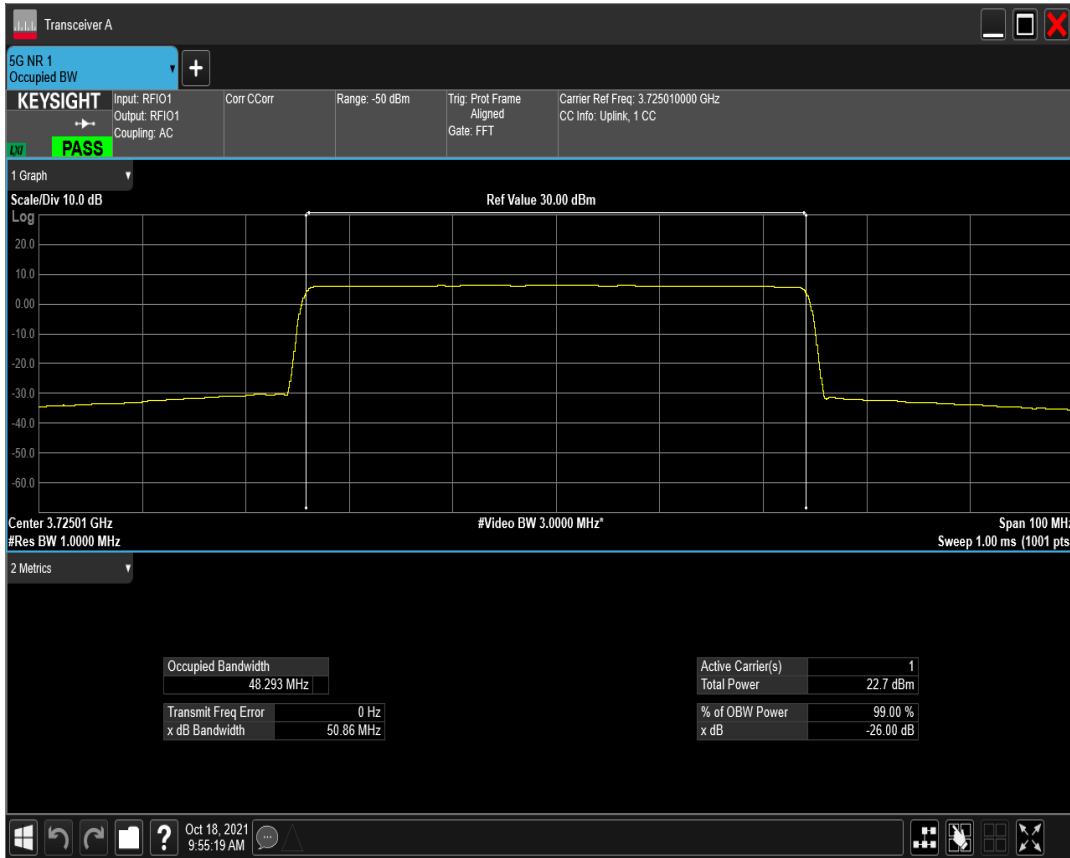 Transceiver A
5G NR 1
Occupied BW
+
KEYSIGHT
LXI
PASS
Input: RFIO1
Output: RFIO1
Coupling: AC
Corr CCorr
Range: -50 dBm
Trig: Prot Frame
Aligned
Gate: FFT
Carrier Ref Freq: 3.725010000 GHz
CC Info: Uplink, 1 CC
1 Graph
Scale/Div 10.0 dB
Ref Value 30.00 dBm
Log
20.0
10.0
0.00
-10.0
-20.0
-30.0
-40.0
-50.0
-60.0
Center 3.72501 GHz
#Video BW 3.0000 MHz*
Span 100 MHz
#Res BW 1.0000 MHz
Sweep 1.00 ms (1001 pts
2 Metrics
Occupied Bandwidth
48.293 MHz
Transmit Freq Error 0 Hz
x dB Bandwidth 50.86 MHz
Active Carrier(s) 1
Total Power 22.7 dBm
% of OBW Power 99.00 %
x dB -26.00 dB
?
Oct 18, 2021
9:55:19 AM